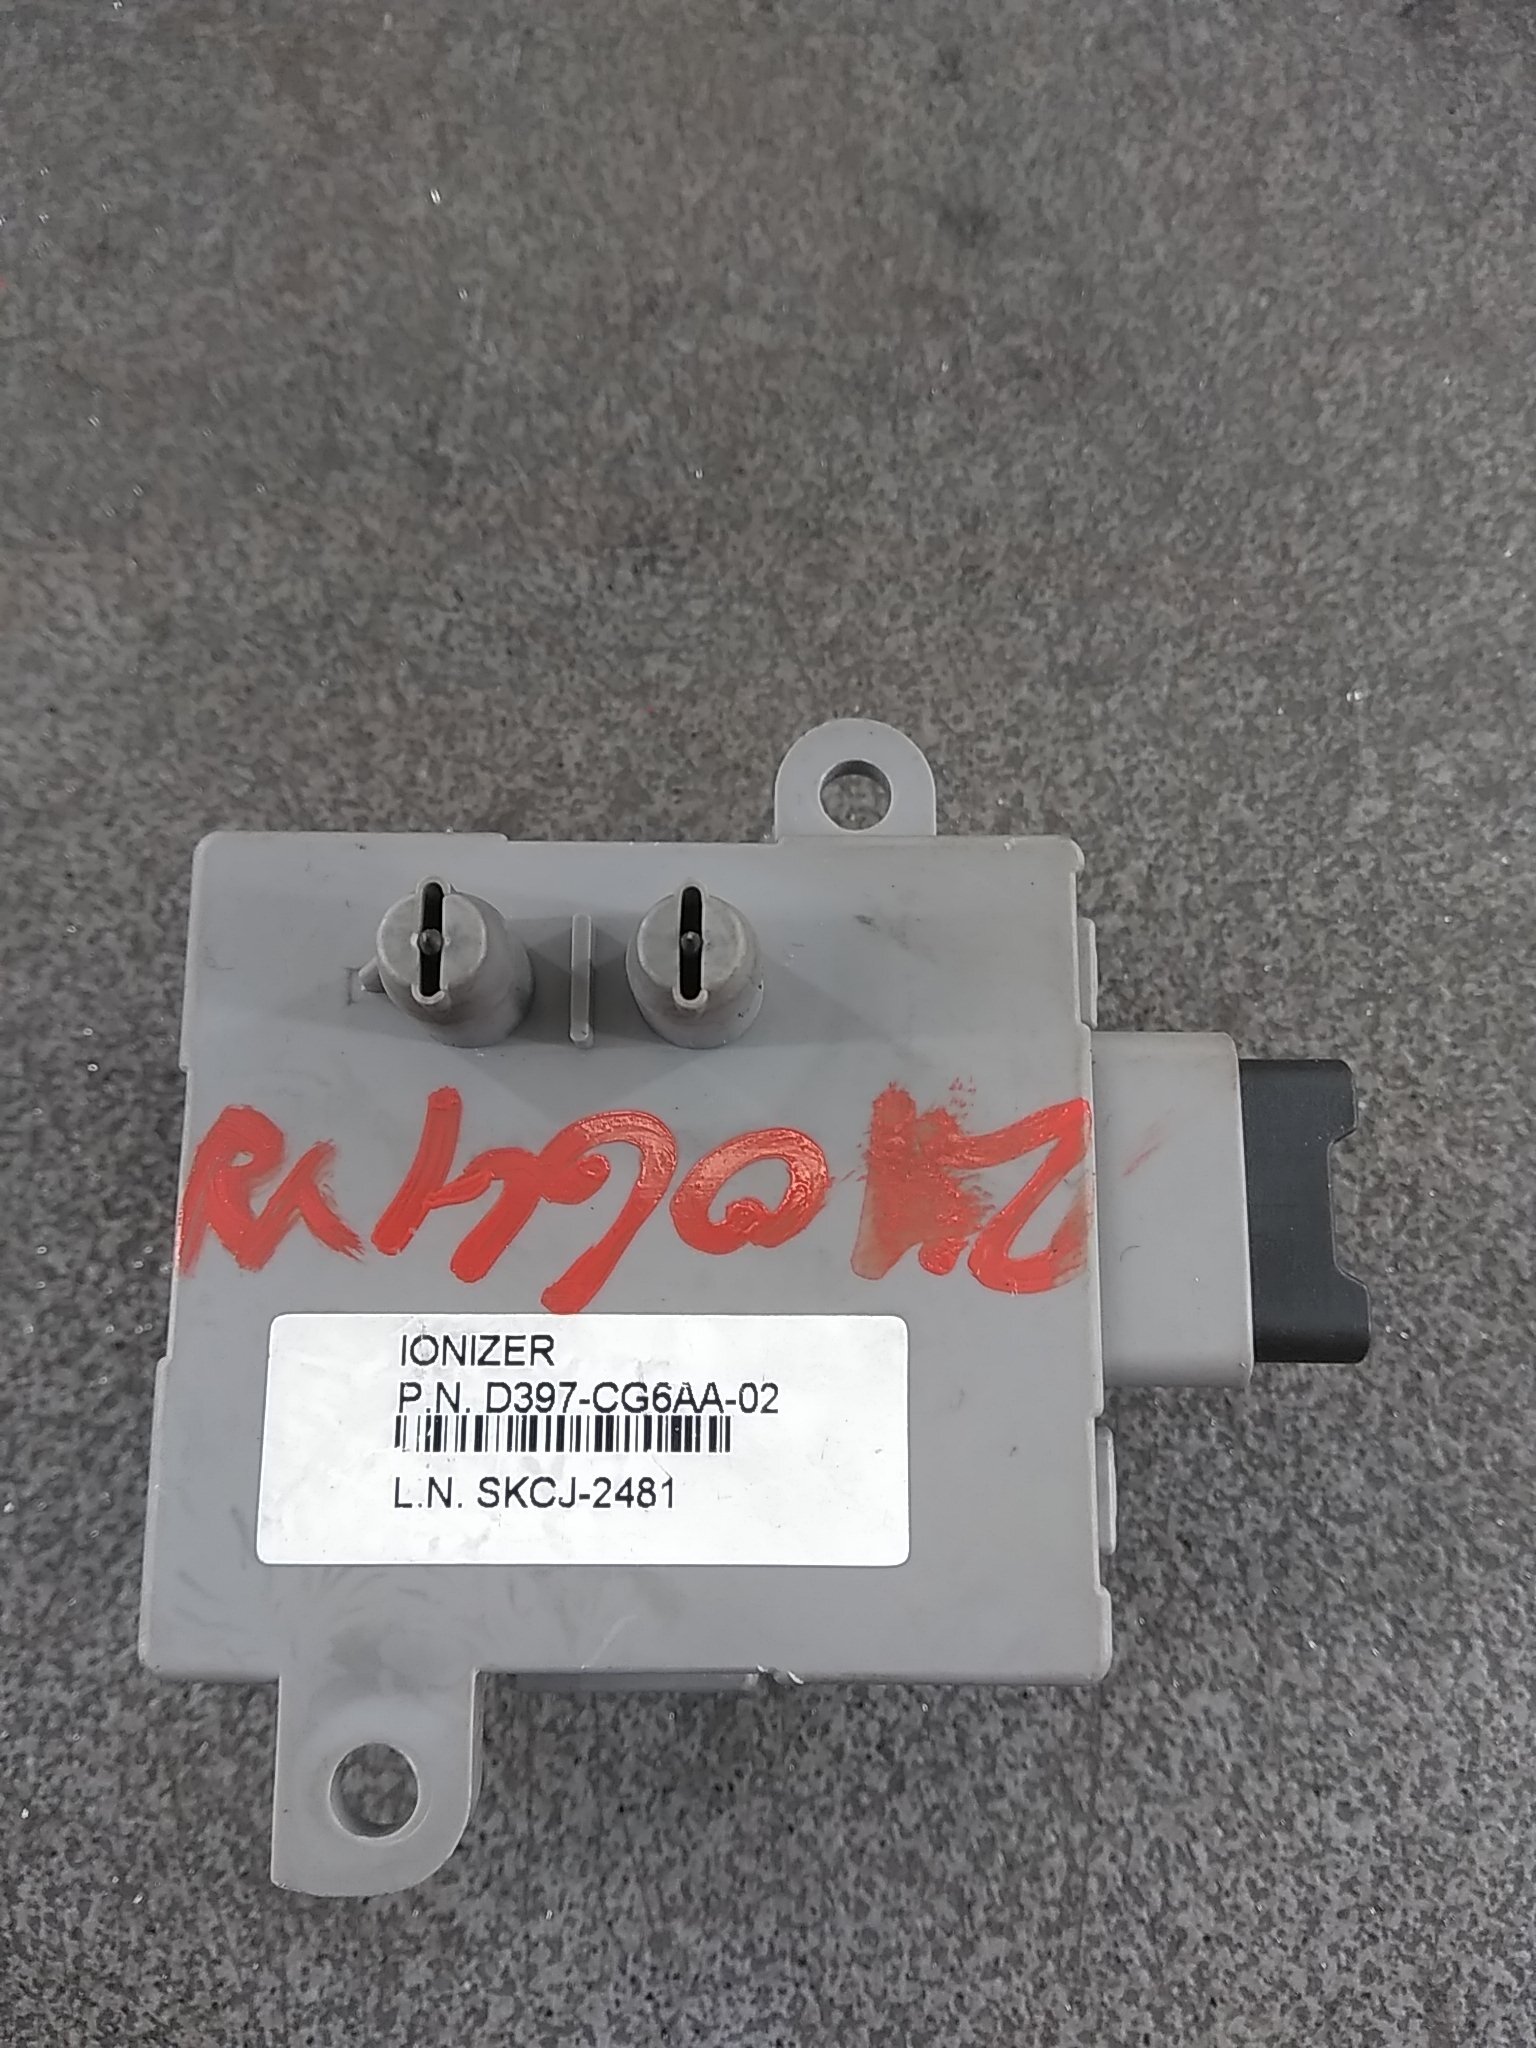 IONIZER
P.N. D397-CG6AA-02
L.N. SKCJ-2481